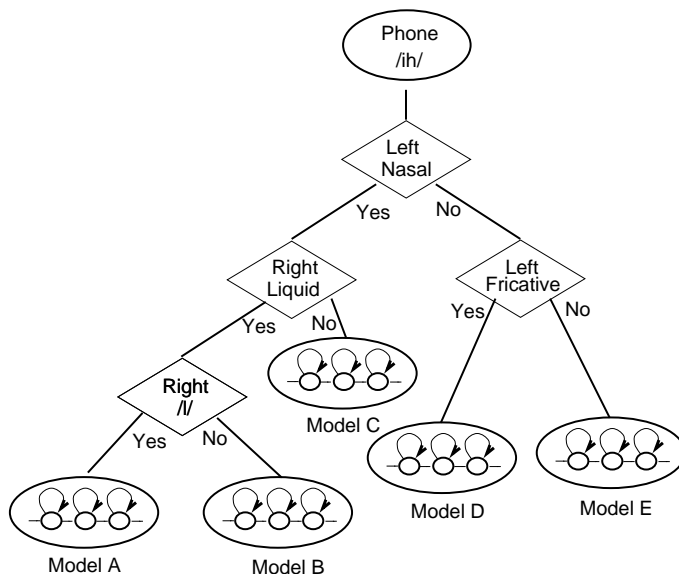 Phone
/ih/
Left
Nasal
Yes
No
Right
Liquid
Left
Fricative
Yes
No
Yes
No
Right
/l/
Model C
Yes
No
Model D
Model E
Model A
Model B